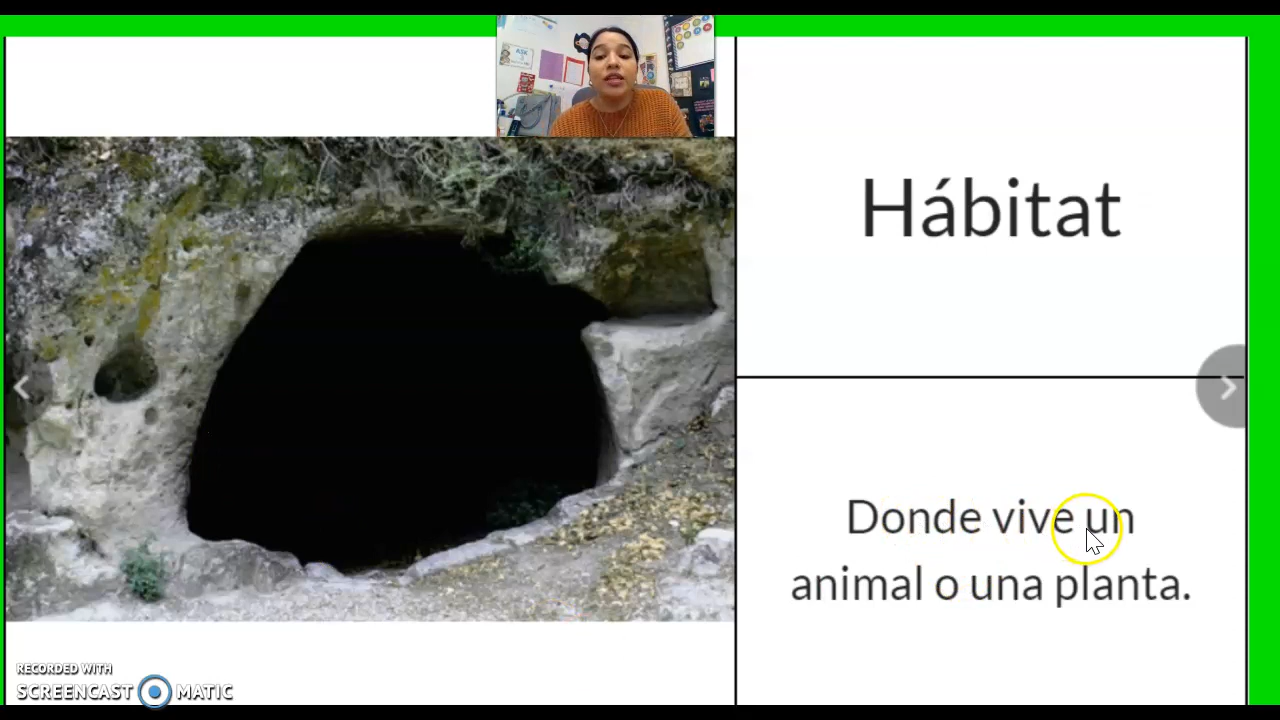 Hábitat
Donde vive un
animal o una planta.
RECORDED WITH
SCREENCAST MATIC